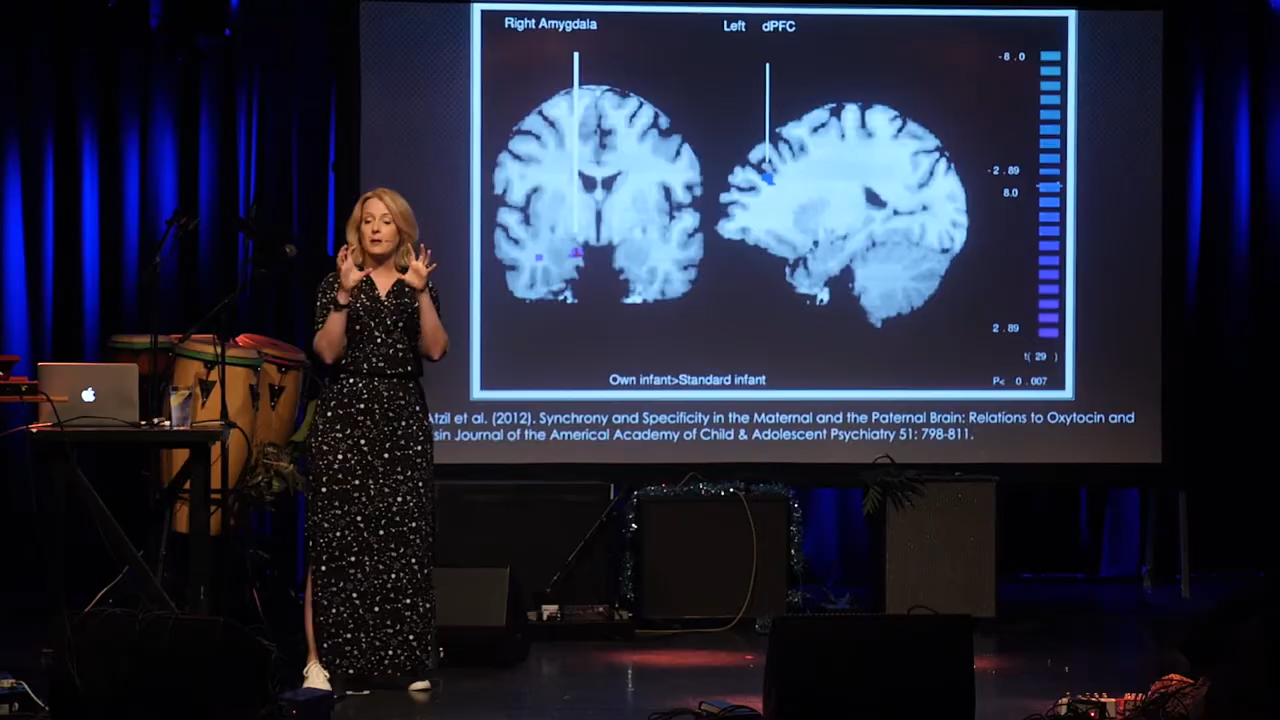 Right Amygdala
Left dPFC
-8.0
-2.89
8.0
2.89
t( 29 )
Own infant>Standard infant
P< 0.007
Atzil et al. (2012). Synchrony and Specificity in the Maternal and the Paternal Brain: Relations to Oxytocin and
sin Journal of the Americal Academy of Child & Adolescent Psychiatry 51: 798-811.